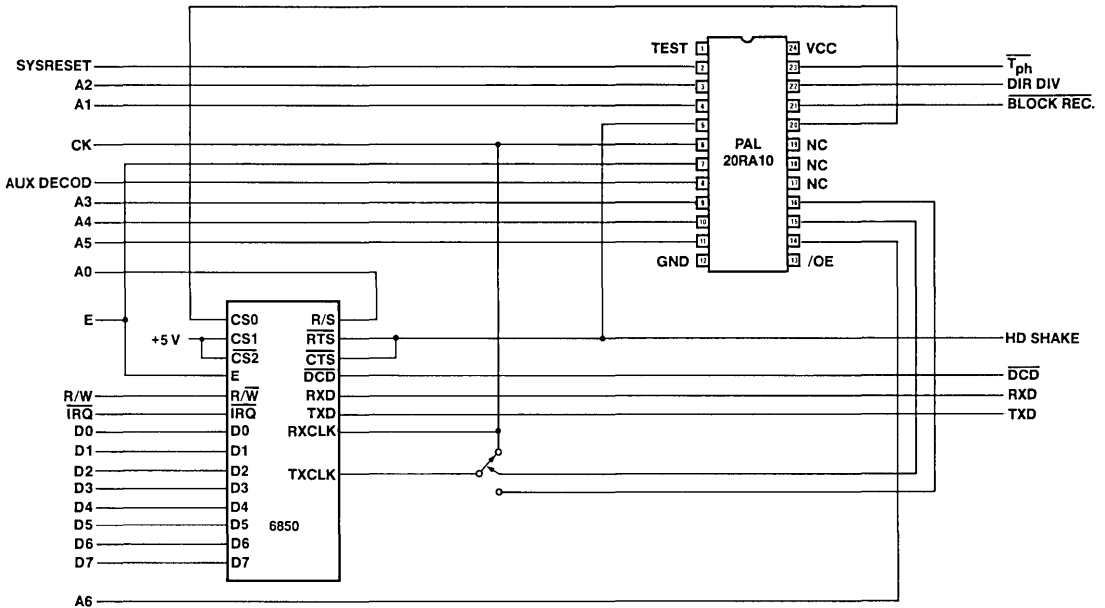 TEST 1 24 VCC
SYSRESET 2 23 Tph
A2 3 22 DIR DIV
A1 4 21 BLOCK REC.
5 20
CK 6 PAL 19 NC
7 20RA10 18 NC
AUX DECOD 8 17 NC
A3 9 16
A4 10 15
A5 11 14
GND 12 13 /OE
A0
E CS0 R/S
+5 V CS1 RTS HD SHAKE
CS2 CTS
E DCD DCD
R/W R/W RXD RXD
IRQ IRQ TXD TXD
D0 D0 RXCLK
D1 D1
D2 D2 TXCLK
D3 D3
D4 D4
D5 D5 6850
D6 D6
D7 D7
A6